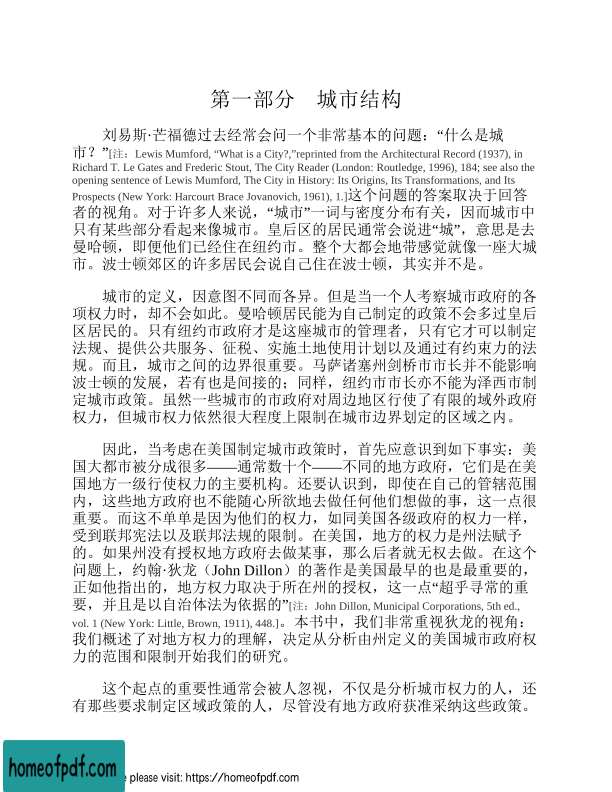 第一部分　城市结构
刘易斯·芒福德过去经常会问一个非常基本的问题：“什么是城
市？”[注：Lewis Mumford, “What is a City?,”reprinted from the Architectural Record (1937), in
Richard T. Le Gates and Frederic Stout, The City Reader (London: Routledge, 1996), 184; see also the
opening sentence of Lewis Mumford, The City in History: Its Origins, Its Transformations, and Its
Prospects (New York: Harcourt Brace Jovanovich, 1961), 1.]这个问题的答案取决于回答
者的视角。对于许多人来说，“城市”一词与密度分布有关，因而城市中
只有某些部分看起来像城市。皇后区的居民通常会说进“城”，意思是去
曼哈顿，即便他们已经住在纽约市。整个大都会地带感觉就像一座大城
市。波士顿郊区的许多居民会说自己住在波士顿，其实并不是。
城市的定义，因意图不同而各异。但是当一个人考察城市政府的各
项权力时，却不会如此。曼哈顿居民能为自己制定的政策不会多过皇后
区居民的。只有纽约市政府才是这座城市的管理者，只有它才可以制定
法规、提供公共服务、征税、实施土地使用计划以及通过有约束力的法
规。而且，城市之间的边界很重要。马萨诸塞州剑桥市市长并不能影响
波士顿的发展，若有也是间接的；同样，纽约市市长亦不能为泽西市制
定城市政策。虽然一些城市的市政府对周边地区行使了有限的域外政府
权力，但城市权力依然很大程度上限制在城市边界划定的区域之内。
因此，当考虑在美国制定城市政策时，首先应意识到如下事实：美
国大都市被分成很多——通常数十个——不同的地方政府，它们是在美
国地方一级行使权力的主要机构。还要认识到，即使在自己的管辖范围
内，这些地方政府也不能随心所欲地去做任何他们想做的事，这一点很
重要。而这不单单是因为他们的权力，如同美国各级政府的权力一样，
受到联邦宪法以及联邦法规的限制。在美国，地方的权力是州法赋予
的。如果州没有授权地方政府去做某事，那么后者就无权去做。在这个
问题上，约翰·狄龙（John Dillon）的著作是美国最早的也是最重要的，
正如他指出的，地方权力取决于所在州的授权，这一点“超乎寻常的重
要，并且是以自治体法为依据的”[注：John Dillon, Municipal Corporations, 5th ed.,
vol. 1 (New York: Little, Brown, 1911), 448.]。本书中，我们非常重视狄龙的视角：
我们概述了对地方权力的理解，决定从分析由州定义的美国城市政府权
力的范围和限制开始我们的研究。
这个起点的重要性通常会被人忽视，不仅是分析城市权力的人，还
有那些要求制定区域政策的人，尽管没有地方政府获准采纳这些政策。
homeofpdf.com
please visit: https://homeofpdf.com